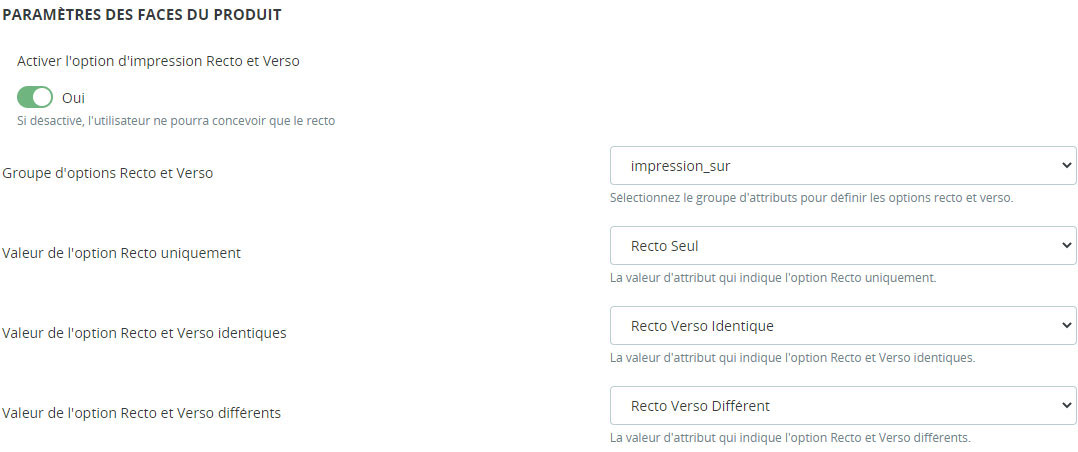 PARAMÈTRES DES FACES DU PRODUIT
Activer l'option d'impression Recto et Verso
Oui
Si désactivé, l'utilisateur ne pourra concevoir que le recto
Groupe d'options Recto et Verso
impression_sur
Sélectionnez le groupe d'attributs pour définir les options recto et verso.
Valeur de l'option Recto uniquement
Recto Seul
La valeur d'attribut qui indique l'option Recto uniquement.
Valeur de l'option Recto et Verso identiques
Recto Verso Identique
La valeur d'attribut qui indique l'option Recto et Verso identiques.
Valeur de l'option Recto et Verso différents
Recto Verso Différent
La valeur d'attribut qui indique l'option Recto et Verso différents.